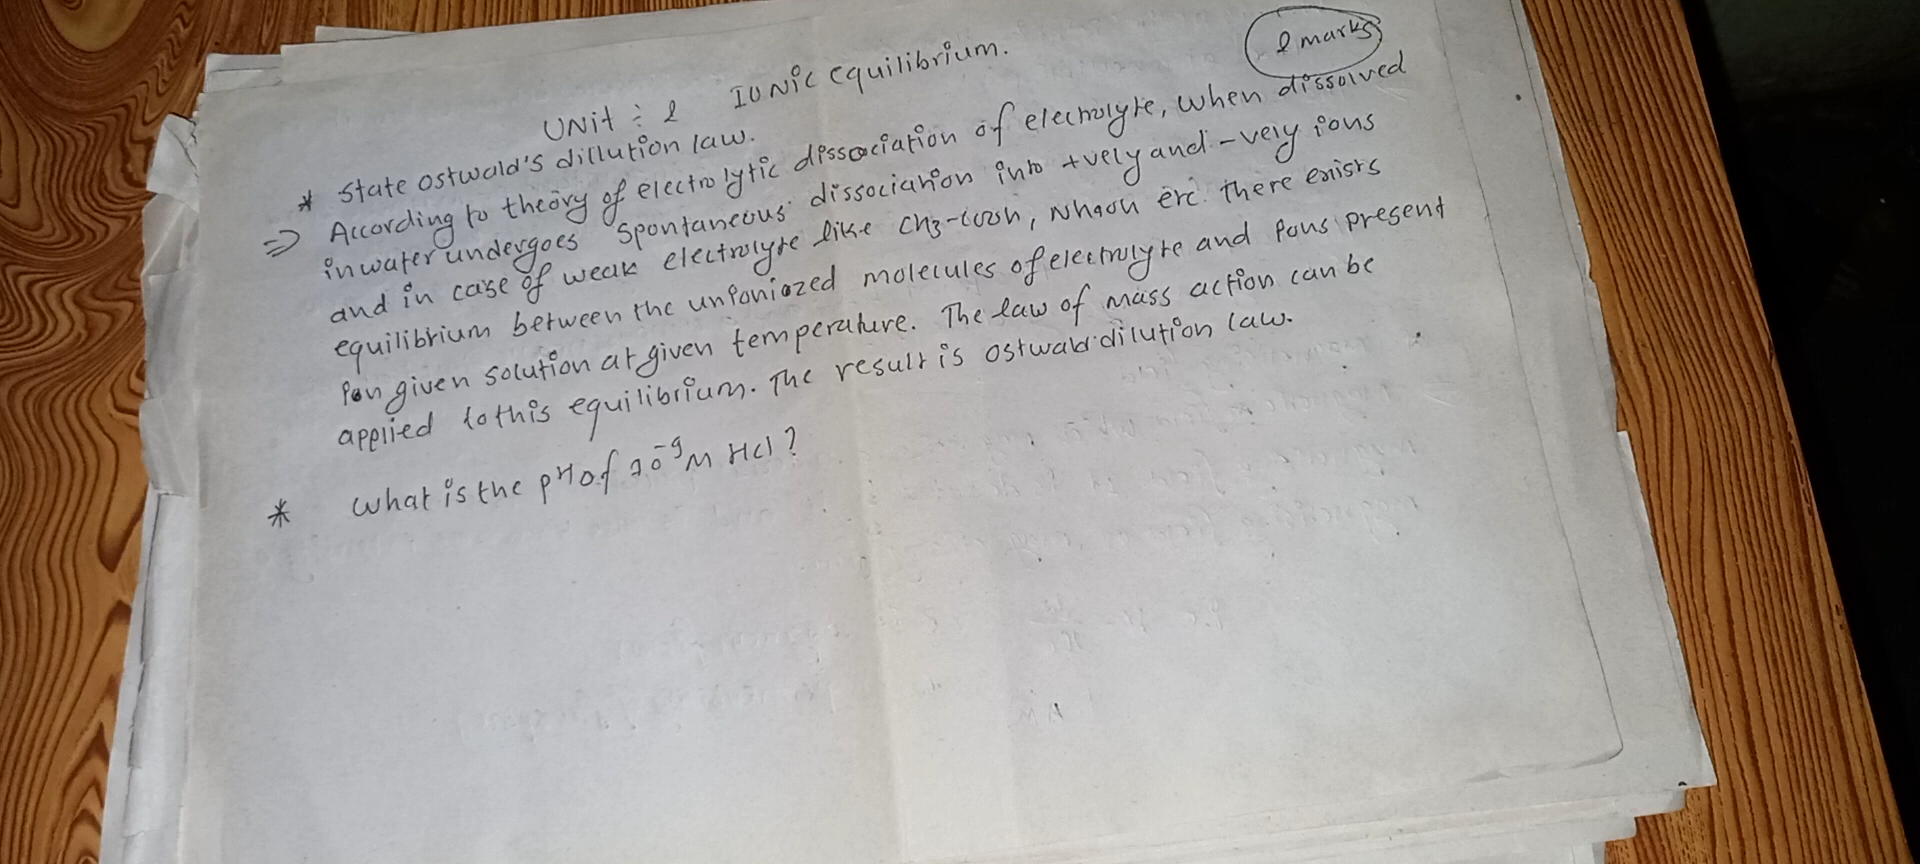 2 marks
Unit : 2 Ionic equilibrium.
* State ostwald's dillution law.
⇒ According to theory of electrolytic dissociation of electrolyte, when dissolved
in water undergoes spontaneous dissociation into +vely and -vely ions
and in case of weak electrolyte like CH3-COOH, NH4OH etc. there exists
equilibrium between the unionized molecules of electrolyte and ions present
ion given solution at given temperature. The law of mass action can be
applied to this equilibrium. The result is ostwald dilution law.
* What is the pH of 10⁻⁹ M HCl?